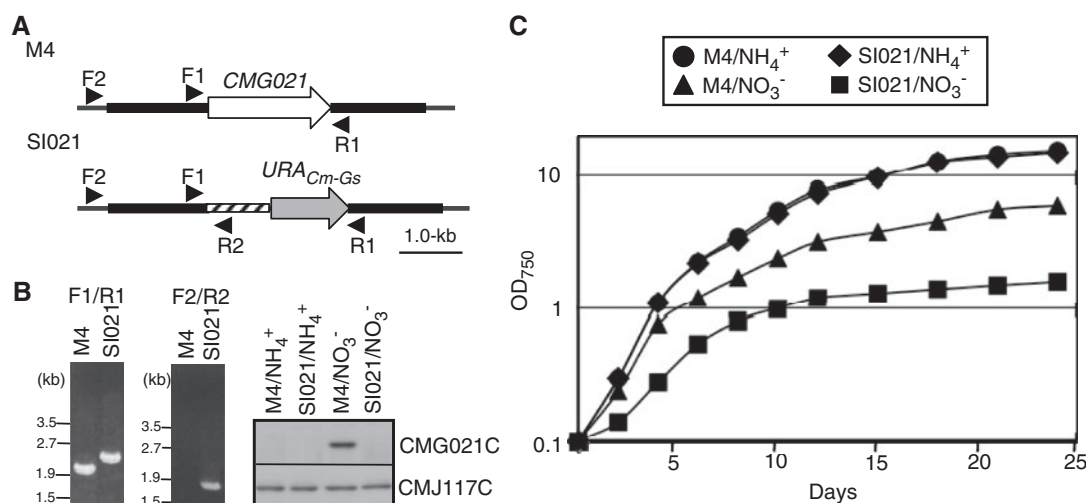 A
M4
F2
F1
CMG021
R1
SI021
F2
F1
URA Cm-Gs
R2
R1
1.0-kb
B
F1/R1
F2/R2
M4
SI021
M4
SI021
M4/NH4+
SI021/NH4+
M4/NO3-
SI021/NO3-
(kb)
(kb)
3.5
2.7
1.9
1.5
3.5
2.7
1.9
1.5
CMG021C
CMJ117C
C
M4/NH4+
SI021/NH4+
M4/NO3-
SI021/NO3-
OD750
10
1
0.1
5
10
15
20
25
Days